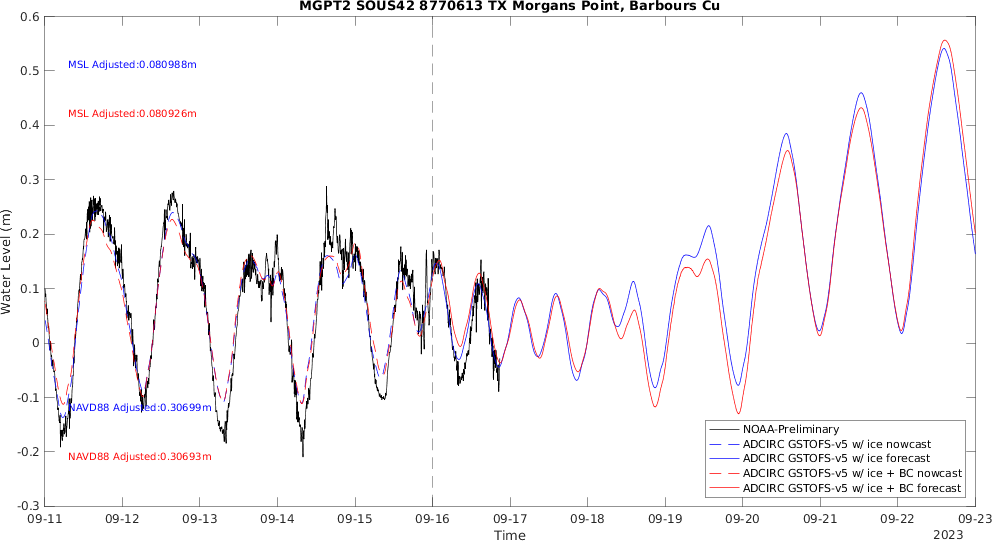 MGPT2 SOUS42 8770613 TX Morgans Point, Barbours Cu
Water Level (m)
0.6
0.5
0.4
0.3
0.2
0.1
0
-0.1
-0.2
-0.3
MSL Adjusted:0.080988m
MSL Adjusted:0.080926m
NAVD88 Adjusted:0.30699m
NAVD88 Adjusted:0.30693m
NOAA-Preliminary
ADCIRC GSTOFS-v5 w/ ice nowcast
ADCIRC GSTOFS-v5 w/ ice forecast
ADCIRC GSTOFS-v5 w/ ice + BC nowcast
ADCIRC GSTOFS-v5 w/ ice + BC forecast
09-11 09-12 09-13 09-14 09-15 09-16 09-17 09-18 09-19 09-20 09-21 09-22 09-23
Time
2023